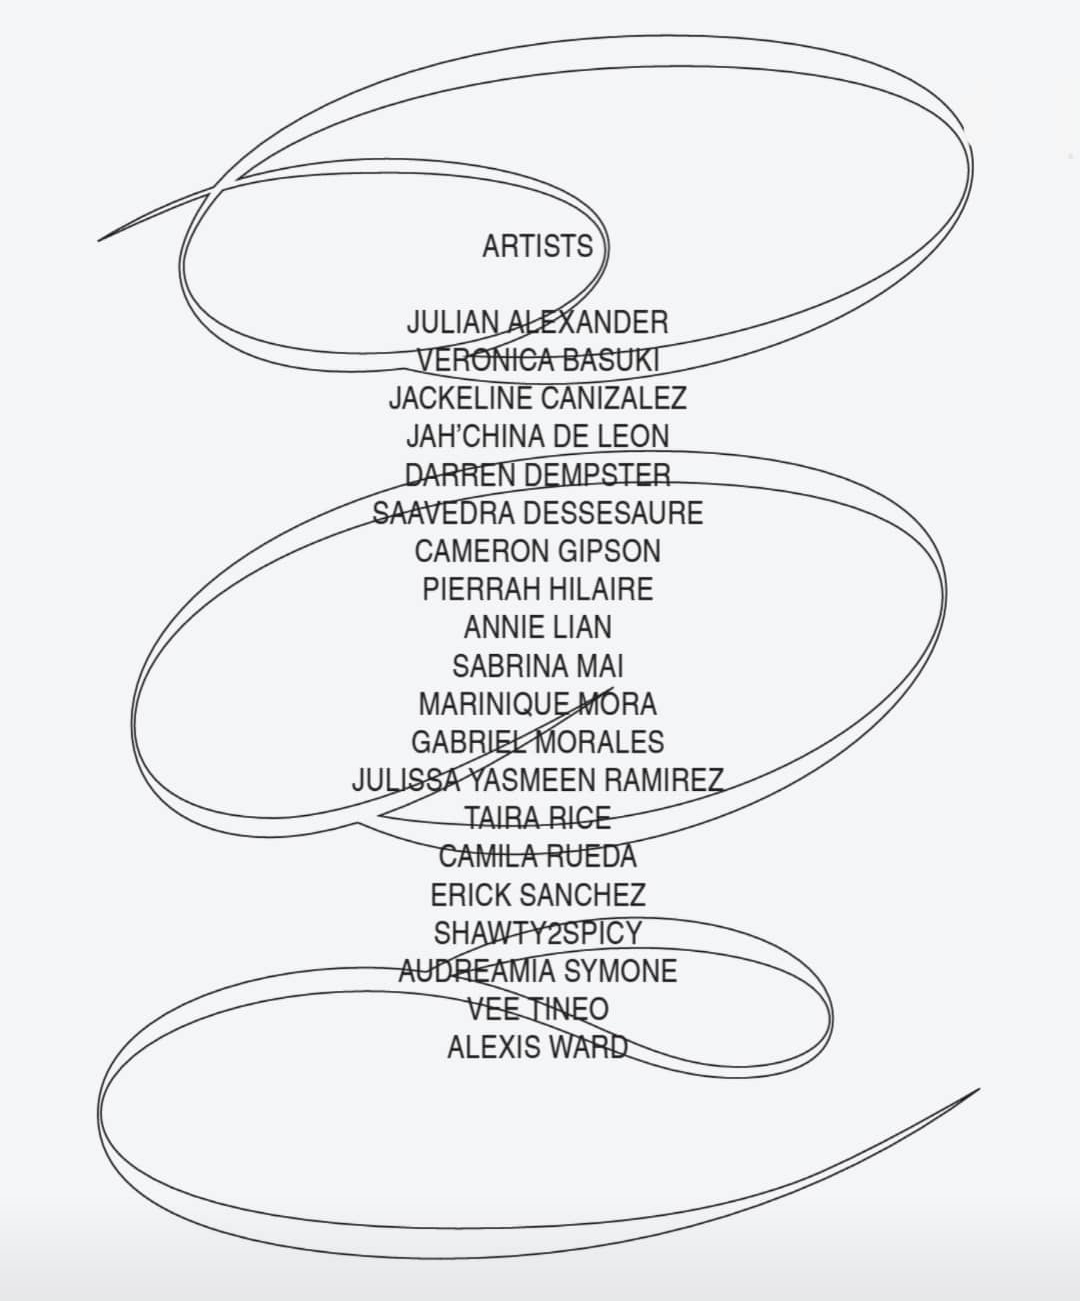 ARTISTS
JULIAN ALEXANDER
VERONICA BASUKI
JACKELINE CANIZALEZ
JAH’CHINA DE LEON
DARREN DEMPSTER
SAAVEDRA DESSESAURE
CAMERON GIPSON
PIERRAH HILAIRE
ANNIE LIAN
SABRINA MAI
MARINIQUE MORA
GABRIEL MORALES
JULISSA YASMEEN RAMIREZ
TAIRA RICE
CAMILA RUEDA
ERICK SANCHEZ
SHAWTY2SPICY
AUDREAMIA SYMONE
VEE TINEO
ALEXIS WARD